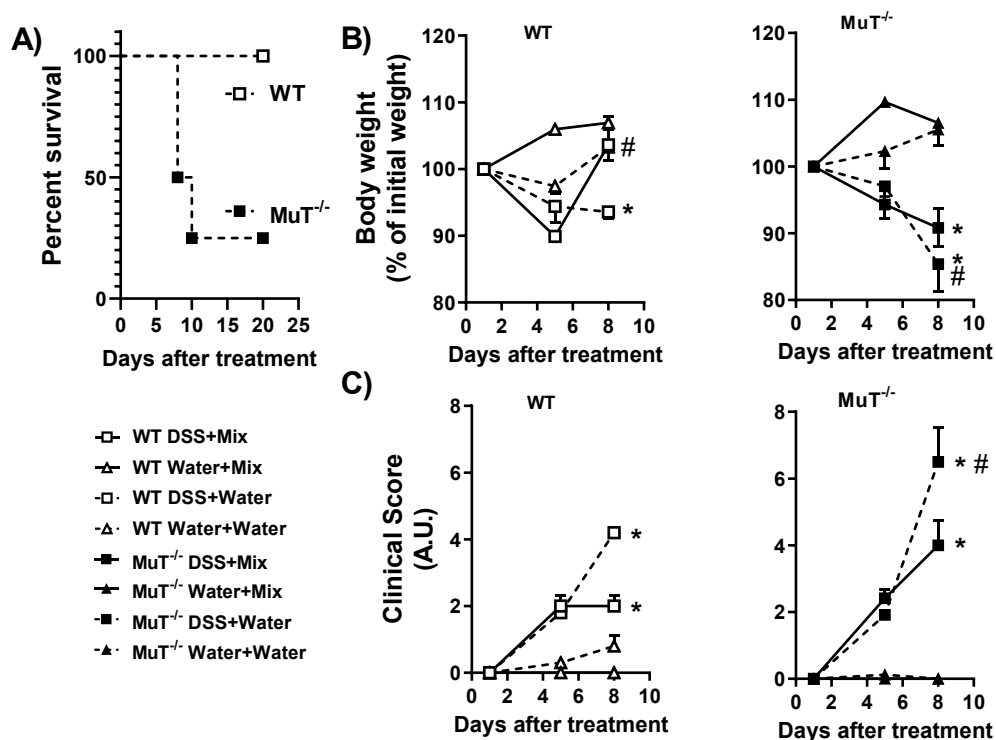 A)
Percent survival
100
50
0
0 5 10 15 20 25
Days after treatment
WT
MuT-/-
B)
WT
Body weight
(% of initial weight)
120
110
100
90
80
0 2 4 6 8 10
Days after treatment
#
*
MuT-/-
120
110
100
90
80
0 2 4 6 8 10
Days after treatment
*
*
#
WT DSS+Mix
WT Water+Mix
WT DSS+Water
WT Water+Water
MuT-/- DSS+Mix
MuT-/- Water+Mix
MuT-/- DSS+Water
MuT-/- Water+Water
C)
WT
Clinical Score
(A.U.)
8
6
4
2
0
0 2 4 6 8 10
Days after treatment
*
*
MuT-/-
8
6
4
2
0
0 2 4 6 8 10
Days after treatment
* #
*